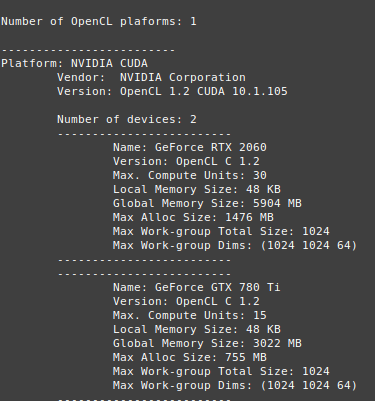 Number of OpenCL plaforms: 1
-------------------------
Platform: NVIDIA CUDA
Vendor:  NVIDIA Corporation
Version: OpenCL 1.2 CUDA 10.1.105
Number of devices: 2
-------------------------
Name: GeForce RTX 2060
Version: OpenCL C 1.2
Max. Compute Units: 30
Local Memory Size: 48 KB
Global Memory Size: 5904 MB
Max Alloc Size: 1476 MB
Max Work-group Total Size: 1024
Max Work-group Dims: (1024 1024 64)
-------------------------
-------------------------
Name: GeForce GTX 780 Ti
Version: OpenCL C 1.2
Max. Compute Units: 15
Local Memory Size: 48 KB
Global Memory Size: 3022 MB
Max Alloc Size: 755 MB
Max Work-group Total Size: 1024
Max Work-group Dims: (1024 1024 64)
-------------------------